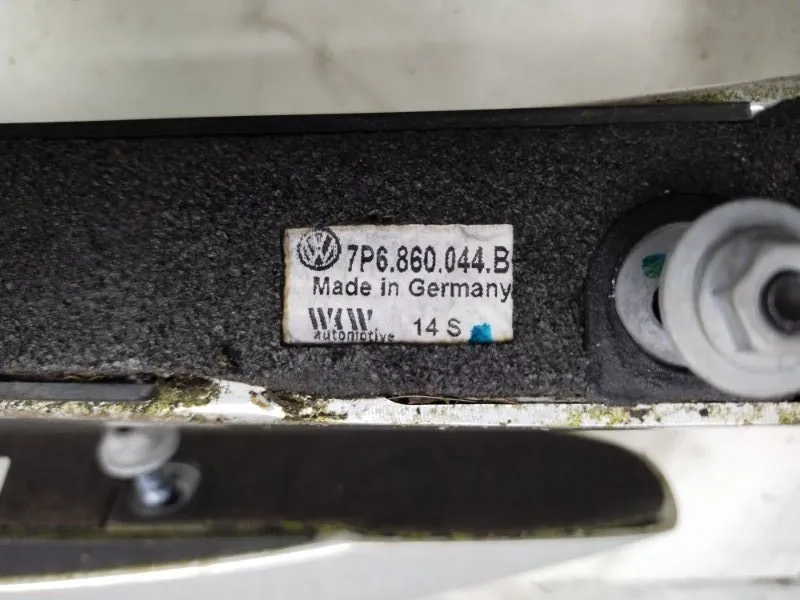 7P6.860.044.B
Made in Germany
WKW 14 S
automotive